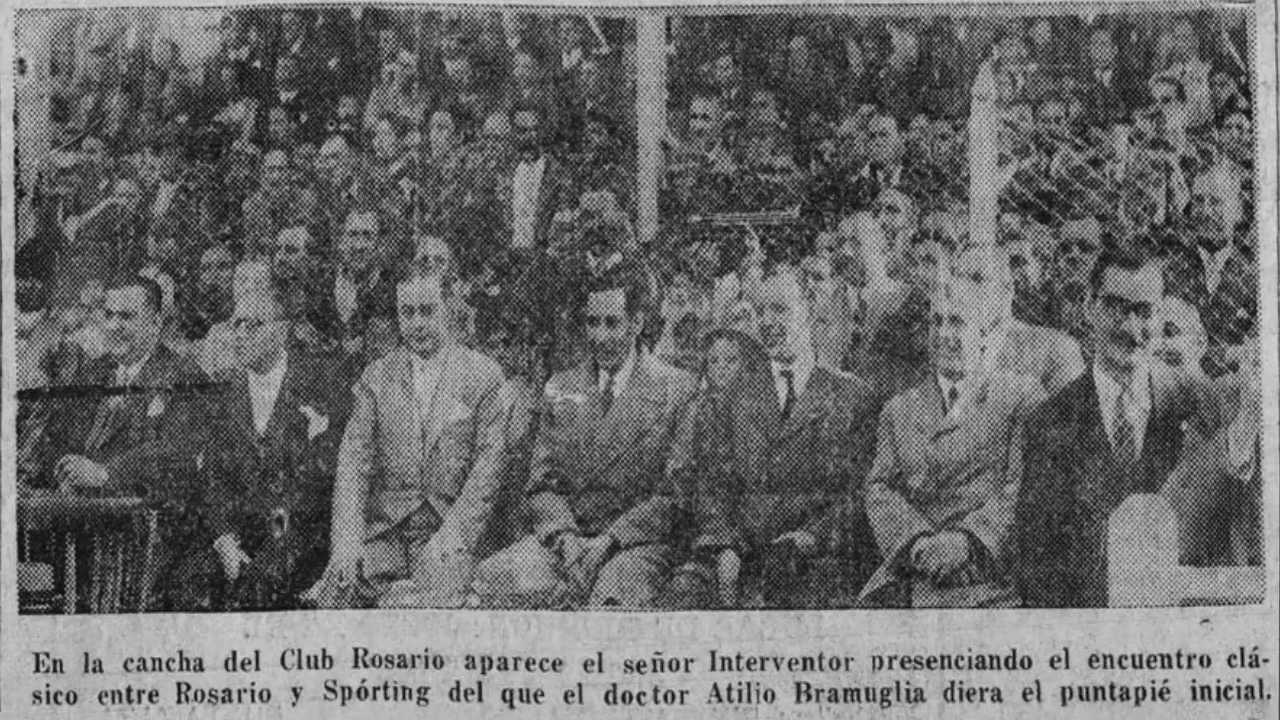 En la cancha del Club Rosario aparece el señor Interventor presenciando el encuentro clá-
sico entre Rosario y Spórting del que el doctor Atilio Bramuglia diera el puntapié inicial.